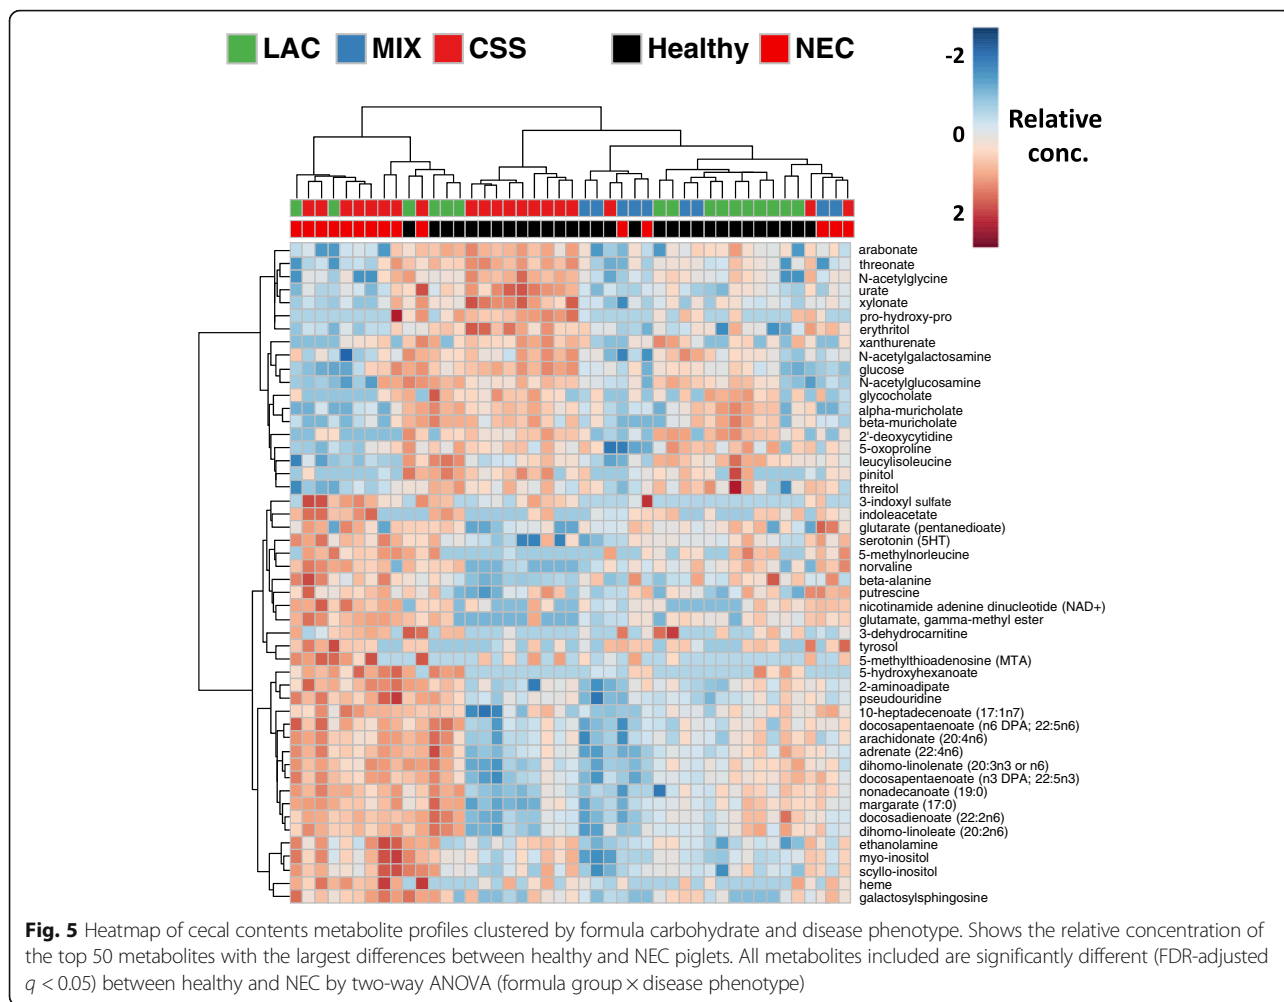 LAC MIX CSS Healthy NEC
-2
0
2
Relative
conc.
arabonate
threonate
N-acetylglycine
urate
xylonate
pro-hydroxy-pro
erythritol
xanthurenate
N-acetylgalactosamine
glucose
N-acetylglucosamine
glycocholate
alpha-muricholate
beta-muricholate
2'-deoxycytidine
5-oxoproline
leucylisoleucine
pinitol
threitol
3-indoxyl sulfate
indoleacetate
glutarate (pentanedioate)
serotonin (5HT)
5-methylnorleucine
norvaline
beta-alanine
putrescine
nicotinamide adenine dinucleotide (NAD+)
glutamate, gamma-methyl ester
3-dehydrocarnitine
tyrosol
5-methylthioadenosine (MTA)
5-hydroxyhexanoate
2-aminoadipate
pseudouridine
10-heptadecenoate (17:1n7)
docosapentaenoate (n6 DPA; 22:5n6)
arachidonate (20:4n6)
adrenate (22:4n6)
dihomo-linolenate (20:3n3 or n6)
docosapentaenoate (n3 DPA; 22:5n3)
nonadecanoate (19:0)
margarate (17:0)
docosadienoate (22:2n6)
dihomo-linoleate (20:2n6)
ethanolamine
myo-inositol
scyllo-inositol
heme
galactosylsphingosine
Fig. 5 Heatmap of cecal contents metabolite profiles clustered by formula carbohydrate and disease phenotype. Shows the relative concentration of
the top 50 metabolites with the largest differences between healthy and NEC piglets. All metabolites included are significantly different (FDR-adjusted
q < 0.05) between healthy and NEC by two-way ANOVA (formula group × disease phenotype)